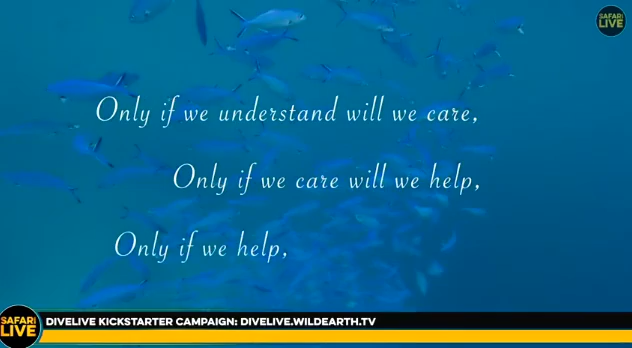 SAFARI
LIVE
Only if we understand will we care,
Only if we care will we help,
Only if we help,
SAFARI
LIVE
DIVELIVE KICKSTARTER CAMPAIGN: DIVELIVE.WILDEARTH.TV